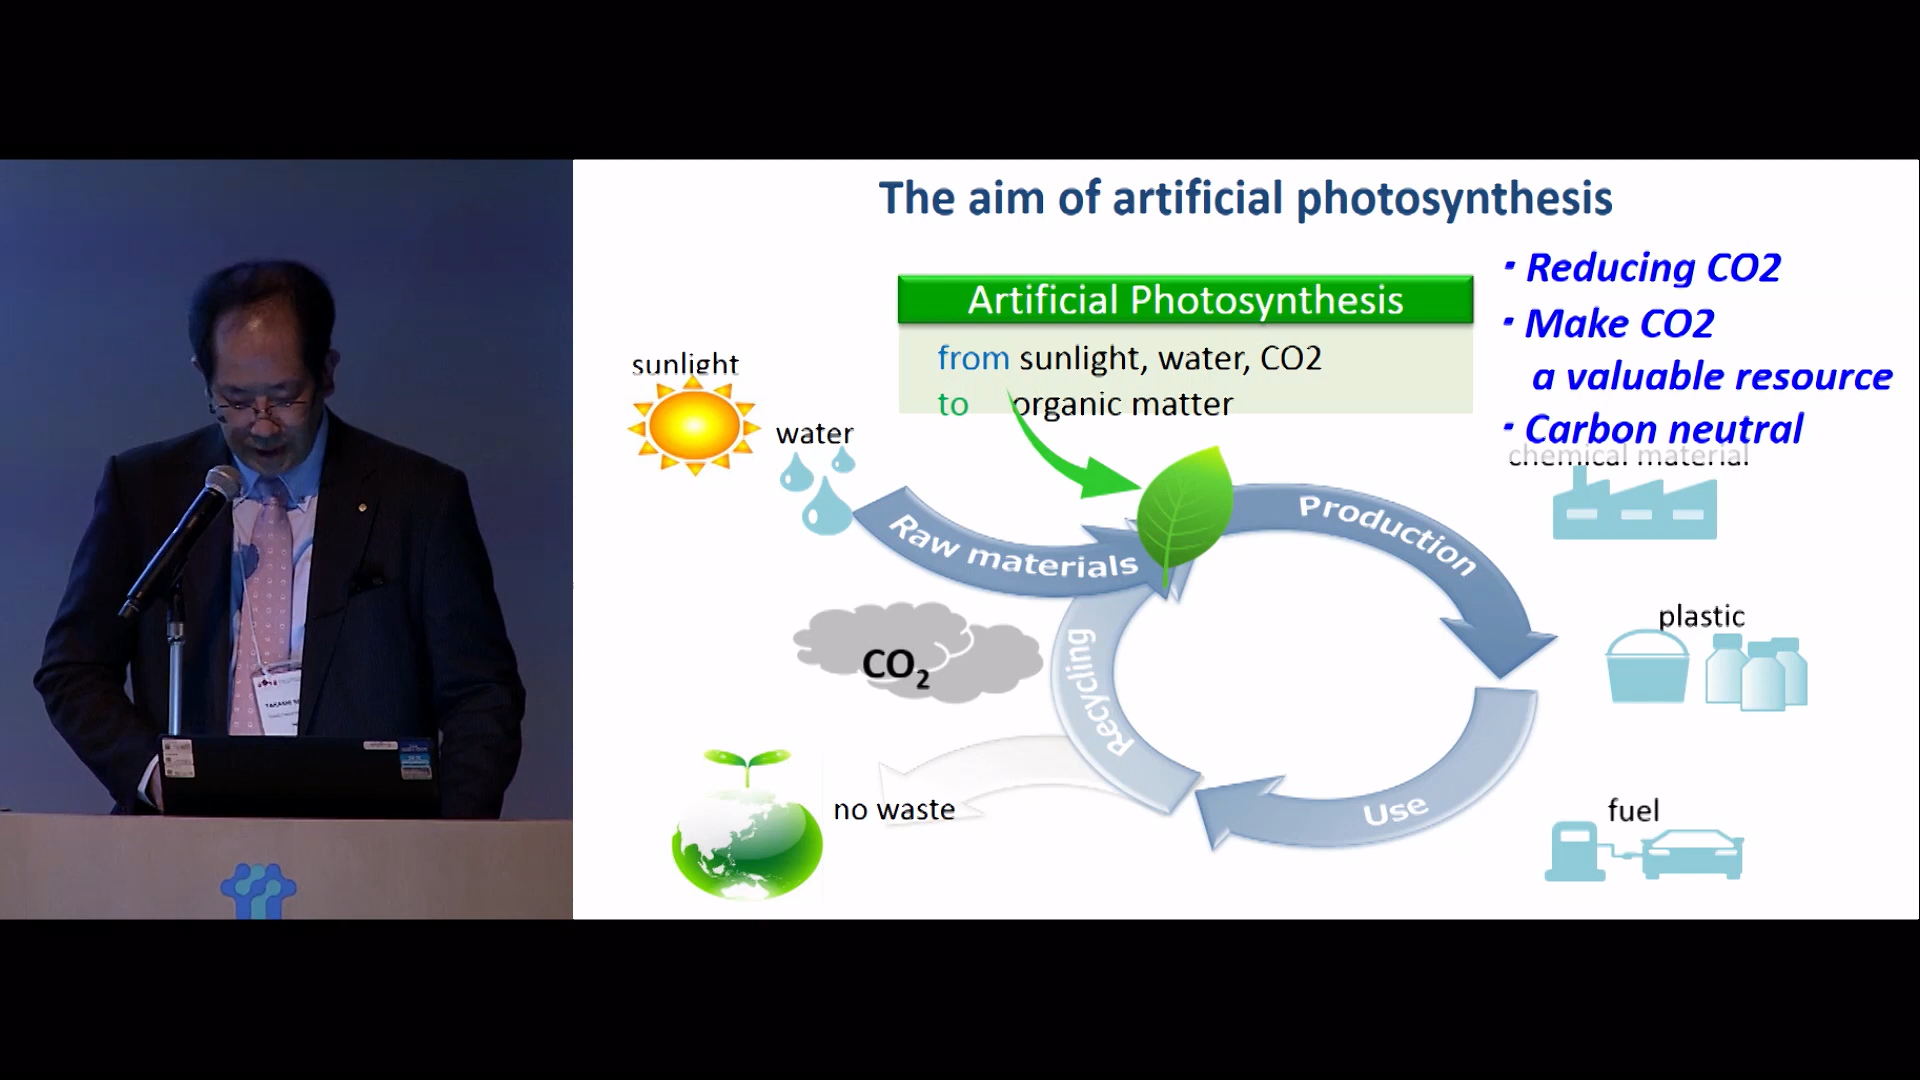 The aim of artificial photosynthesis
Artificial Photosynthesis
from sunlight, water, CO2
to organic matter
・Reducing CO2
・Make CO2
a valuable resource
・Carbon neutral
chemical material
sunlight
water
Raw materials
Production
plastic
CO2
Recycling
no waste
Use
fuel
TAKASHI